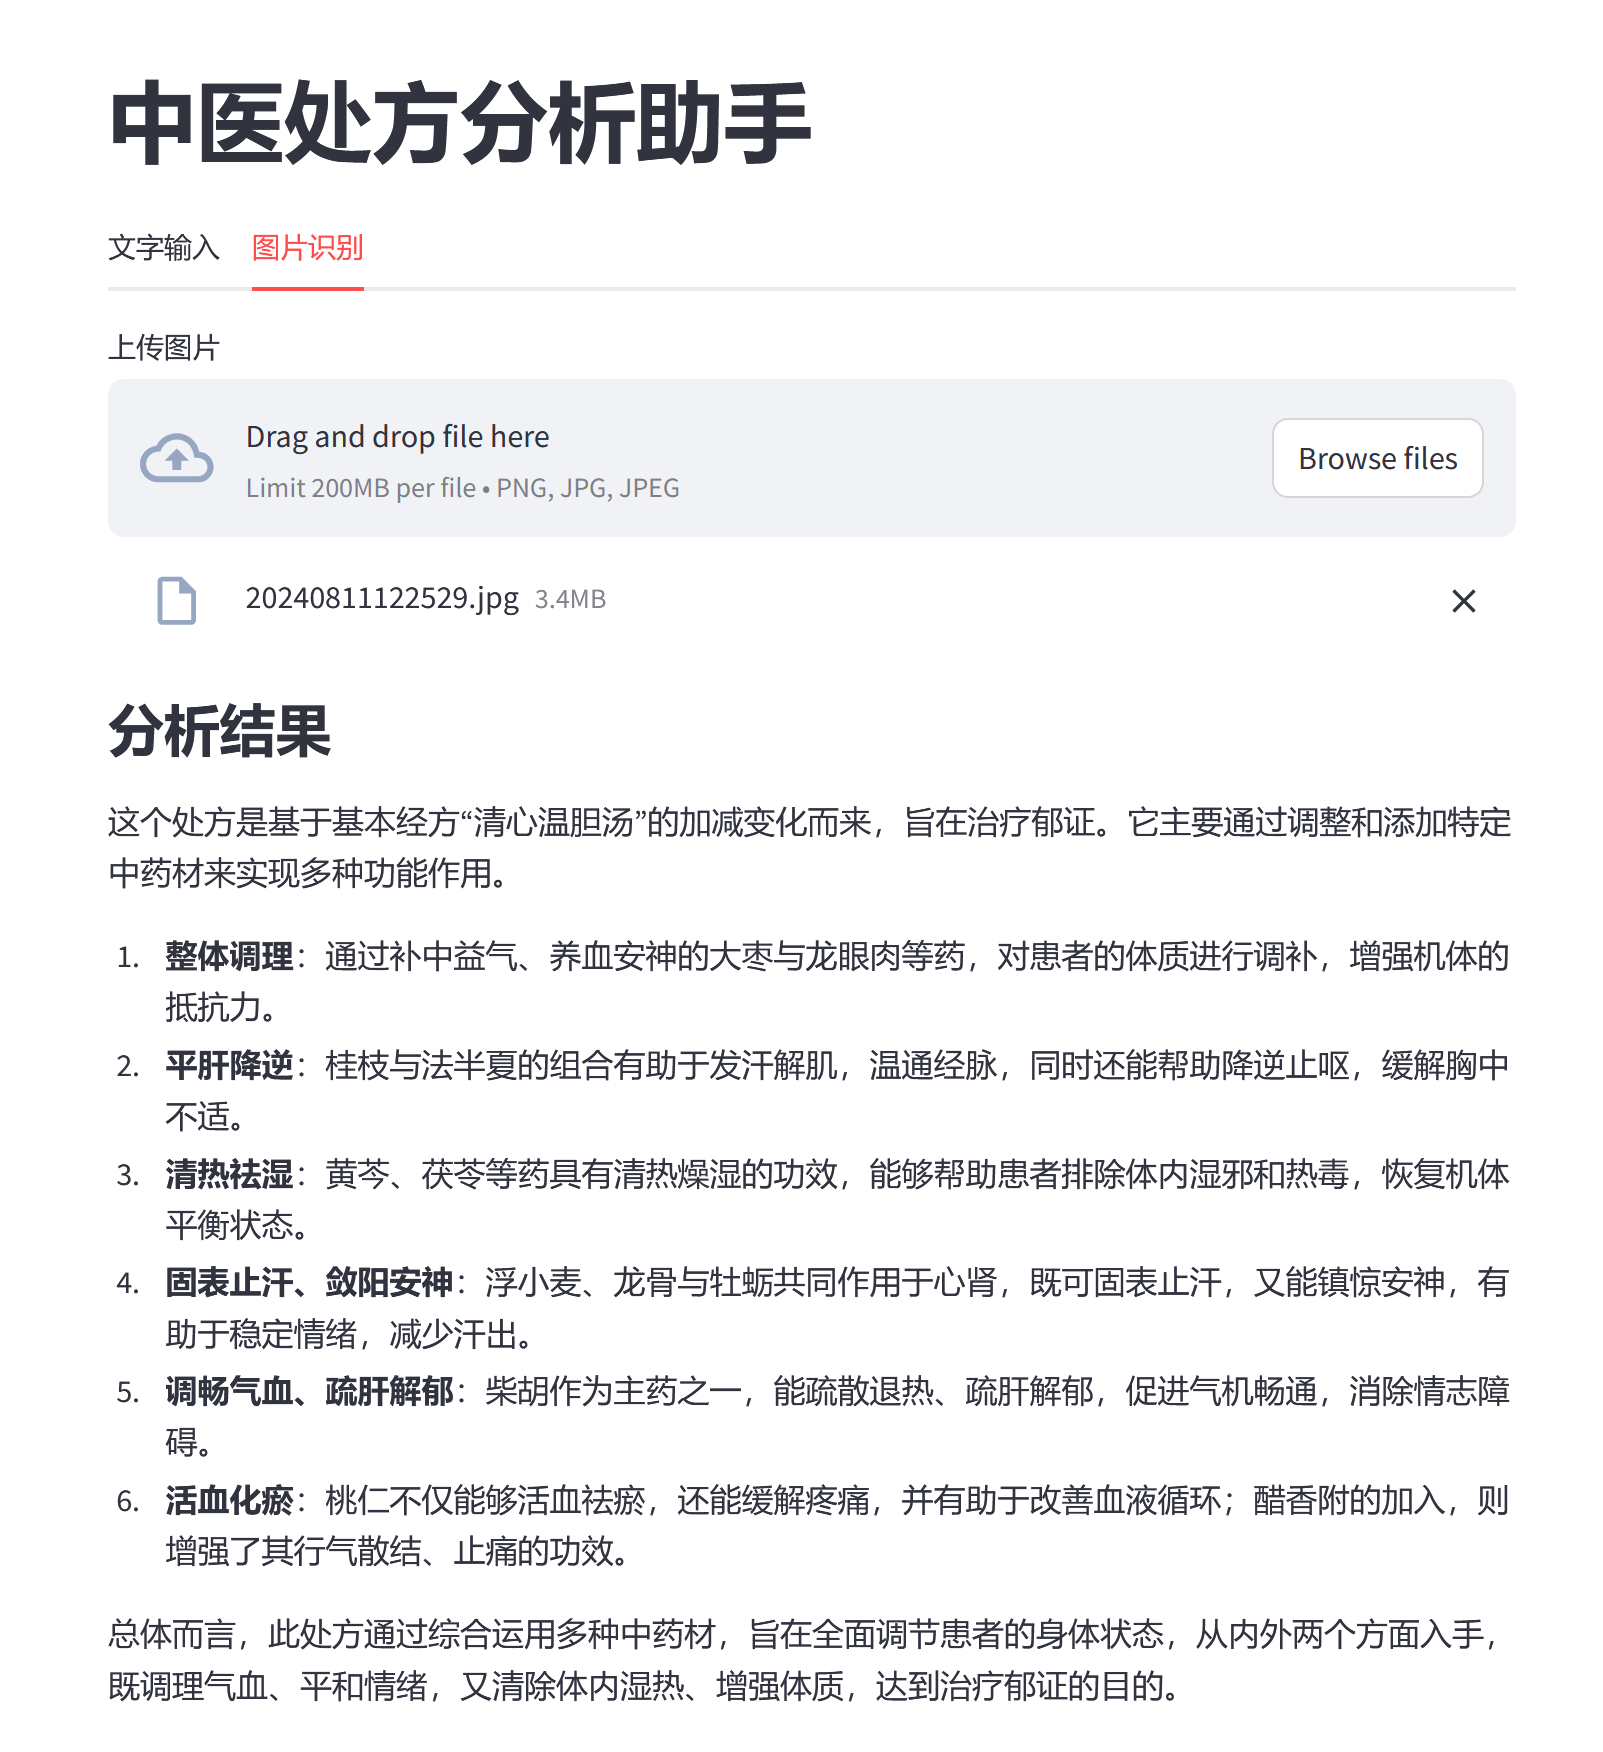 中医处方分析助手
文字输入 图片识别
上传图片
Drag and drop file here
Limit 200MB per file • PNG, JPG, JPEG
Browse files
20240811122529.jpg 3.4MB
分析结果
这个处方是基于基本经方“清心温胆汤”的加减变化而来，旨在治疗郁证。它主要通过调整和添加特定
中药材来实现多种功能作用。
1. 整体调理：通过补中益气、养血安神的大枣与龙眼肉等药，对患者的体质进行调补，增强机体的
抵抗力。
2. 平肝降逆：桂枝与法半夏的组合有助于发汗解肌，温通经脉，同时还能帮助降逆止呕，缓解胸中
不适。
3. 清热祛湿：黄芩、茯苓等药具有清热燥湿的功效，能够帮助患者排除体内湿邪和热毒，恢复机体
平衡状态。
4. 固表止汗、敛阳安神：浮小麦、龙骨与牡蛎共同作用于心肾，既可固表止汗，又能镇惊安神，有
助于稳定情绪，减少汗出。
5. 调畅气血、疏肝解郁：柴胡作为主药之一，能疏散退热、疏肝解郁，促进气机畅通，消除情志障
碍。
6. 活血化瘀：桃仁不仅能够活血祛瘀，还能缓解疼痛，并有助于改善血液循环；醋香附的加入，则
增强了其行气散结、止痛的功效。
总体而言，此处方通过综合运用多种中药材，旨在全面调节患者的身体状态，从内外两个方面入手，
既调理气血、平和情绪，又清除体内湿热、增强体质，达到治疗郁证的目的。